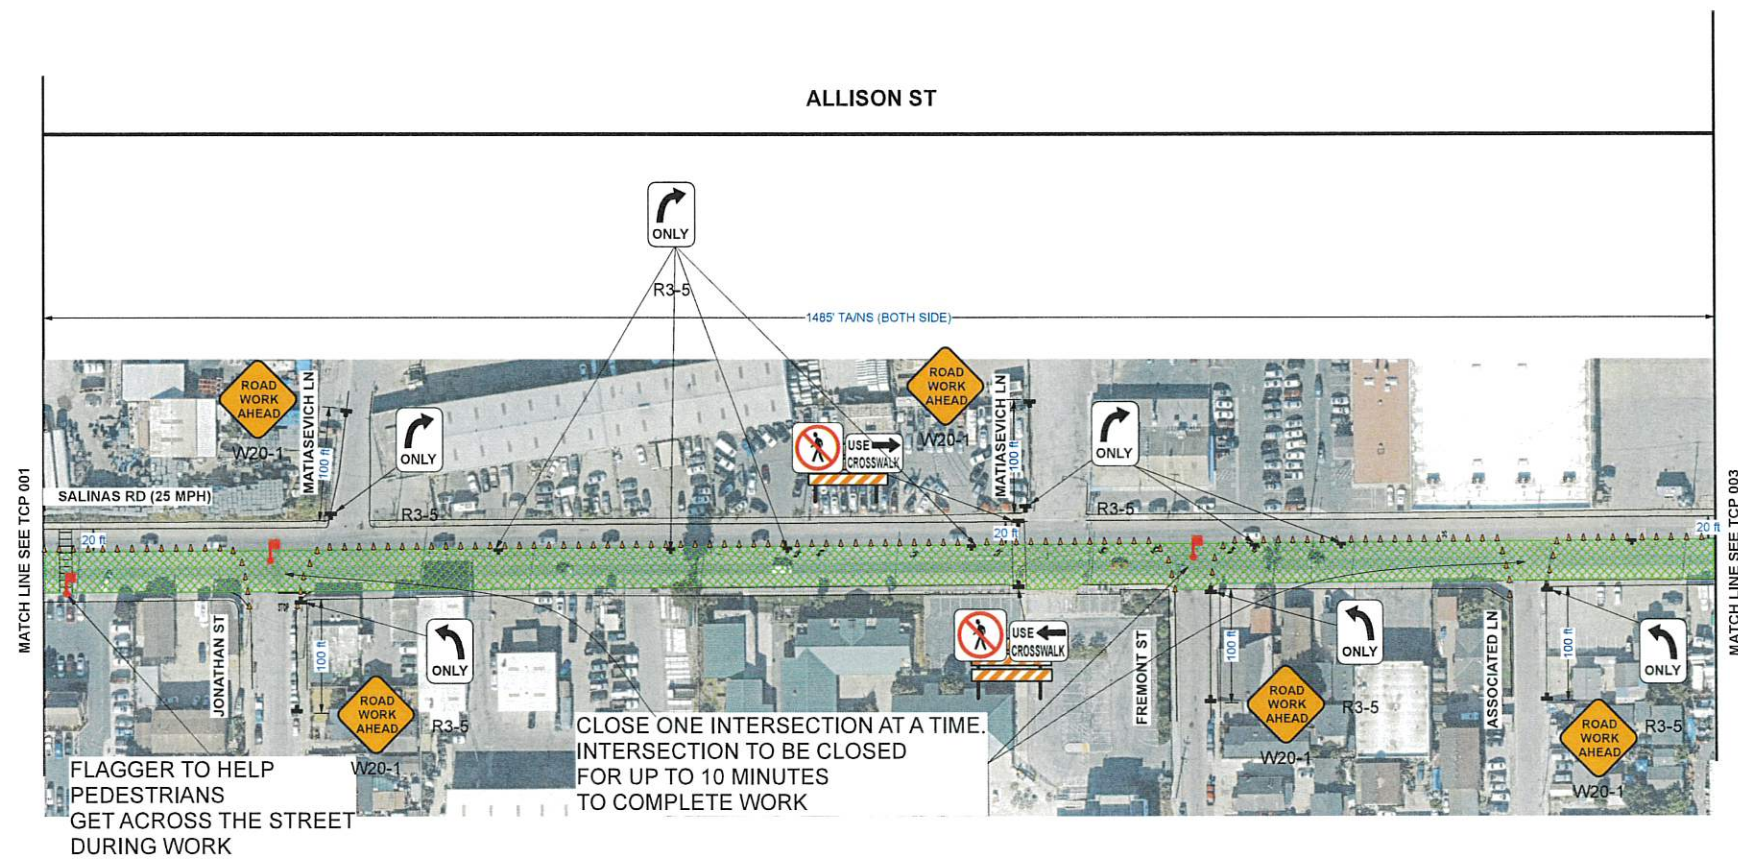 ALLISON ST
ONLY
R3-5
1485' TA/NS (BOTH SIDE)
ROAD
WORK
AHEAD
W20-1
MATIASEVICH LN
100 ft
ONLY
R3-5
SALINAS RD (25 MPH)
USE
CROSSWALK
ROAD
WORK
AHEAD
W20-1
MATIASEVICH LN
100 ft
ONLY
R3-5
MATCH LINE SEE TCP 001
MATCH LINE SEE TCP 003
20 ft
20 ft
20 ft
STOP
JONATHAN ST
100 ft
ONLY
ROAD
WORK
AHEAD
R3-5
W20-1
USE
CROSSWALK
FREMONT ST
100 ft
ONLY
ROAD
WORK
AHEAD
R3-5
W20-1
ASSOCIATED LN
100 ft
ONLY
ROAD
WORK
AHEAD
R3-5
W20-1
FLAGGER TO HELP
PEDESTRIANS
GET ACROSS THE STREET
DURING WORK
CLOSE ONE INTERSECTION AT A TIME.
INTERSECTION TO BE CLOSED
FOR UP TO 10 MINUTES
TO COMPLETE WORK